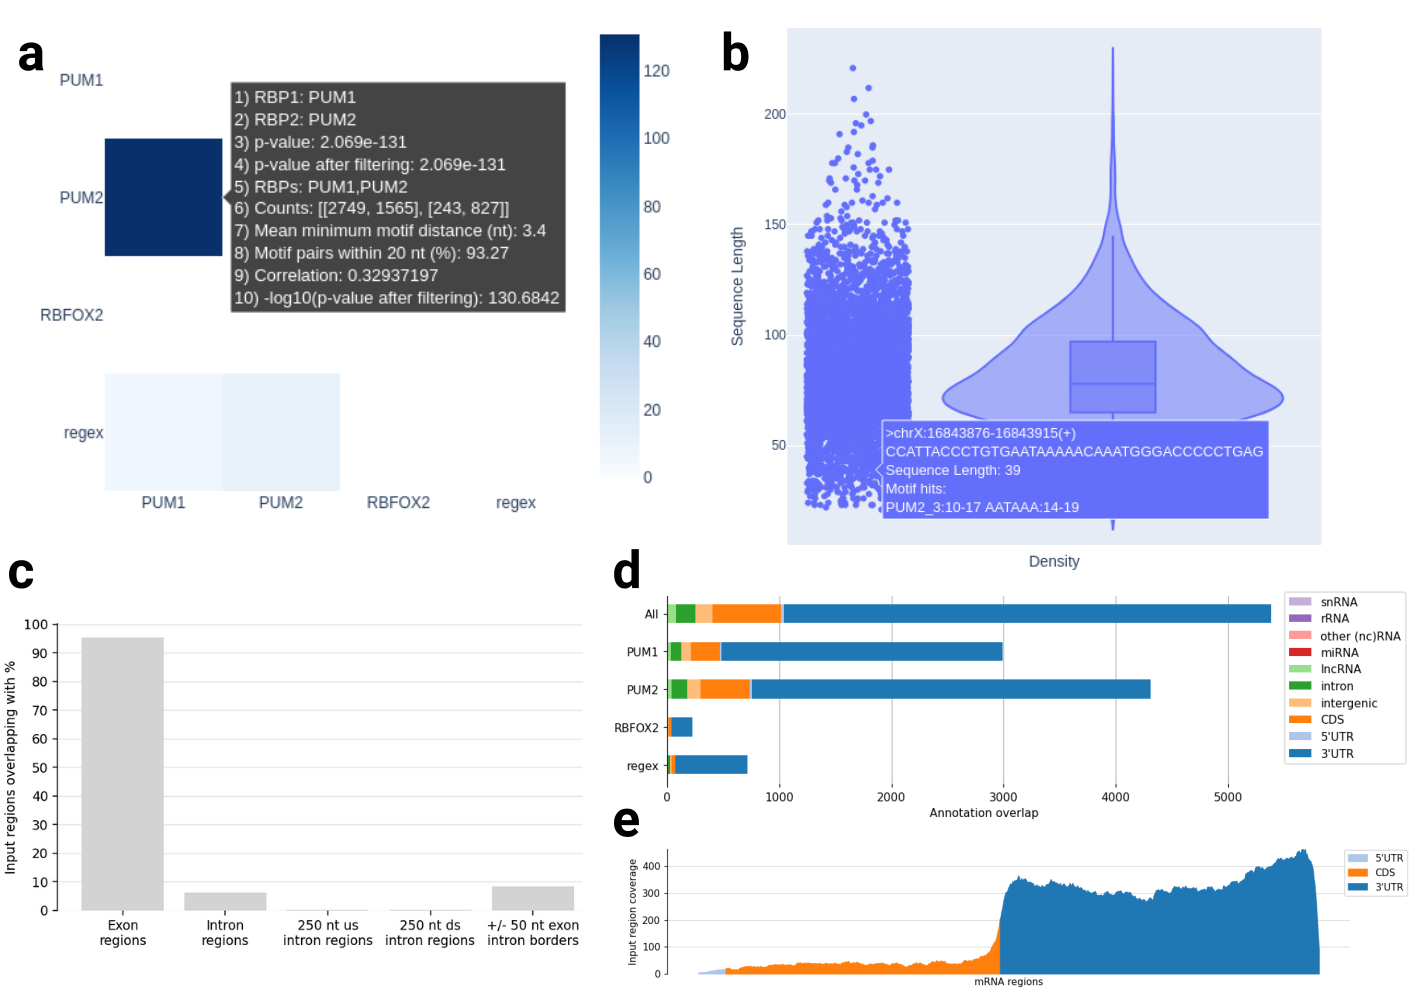 a
PUM1
PUM2
RBFOX2
regex
PUM1
PUM2
RBFOX2
regex
1) RBP1: PUM1
2) RBP2: PUM2
3) p-value: 2.069e-131
4) p-value after filtering: 2.069e-131
5) RBPs: PUM1,PUM2
6) Counts: [[2749, 1565], [243, 827]]
7) Mean minimum motif distance (nt): 3.4
8) Motif pairs within 20 nt (%): 93.27
9) Correlation: 0.32937197
10) -log10(p-value after filtering): 130.6842
120
100
80
60
40
20
0
b
Sequence Length
200
150
100
50
>chrX:16843876-16843915(+)
CCATTACCCTGTGAATAAAAACAAATGGGACCCCCTGAG
Sequence Length: 39
Motif hits:
PUM2_3:10-17 AATAAA:14-19
Density
c
Input regions overlapping with %
100
90
80
70
60
50
40
30
20
10
0
Exon
regions
Intron
regions
250 nt us
intron regions
250 nt ds
intron regions
+/- 50 nt exon
intron borders
d
All
PUM1
PUM2
RBFOX2
regex
0
1000
2000
3000
4000
5000
Annotation overlap
snRNA
rRNA
other (nc)RNA
miRNA
lncRNA
intron
intergenic
CDS
5'UTR
3'UTR
e
Input region coverage
400
300
200
100
0
mRNA regions
5'UTR
CDS
3'UTR